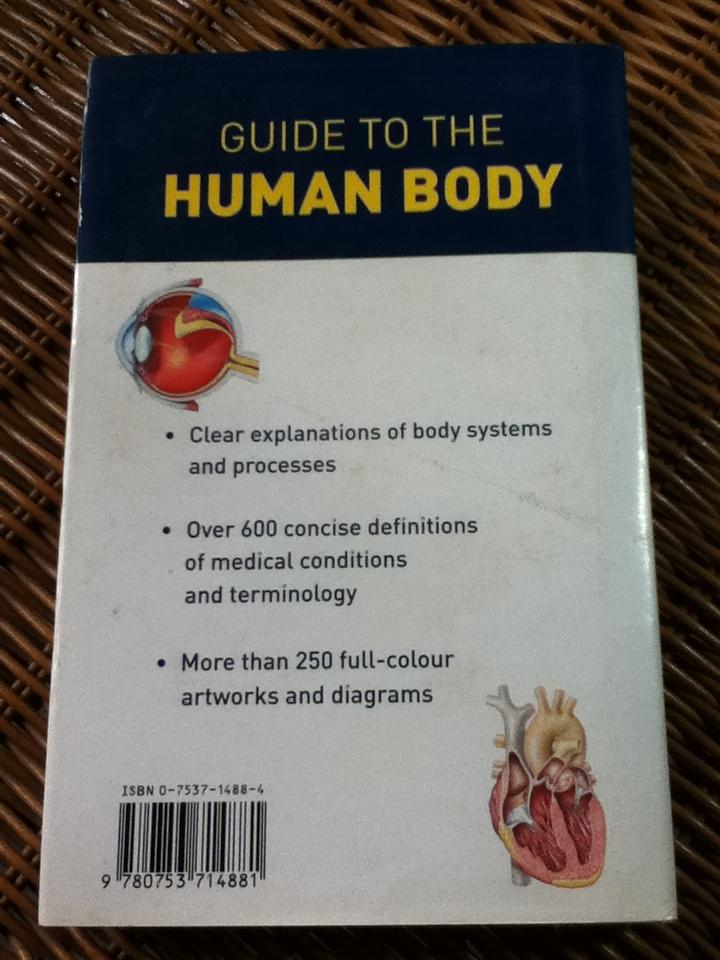 GUIDE TO THE
HUMAN BODY
• Clear explanations of body systems
and processes
• Over 600 concise definitions
of medical conditions
and terminology
• More than 250 full-colour
artworks and diagrams
ISBN 0-7537-1488-4
9 780753 714881